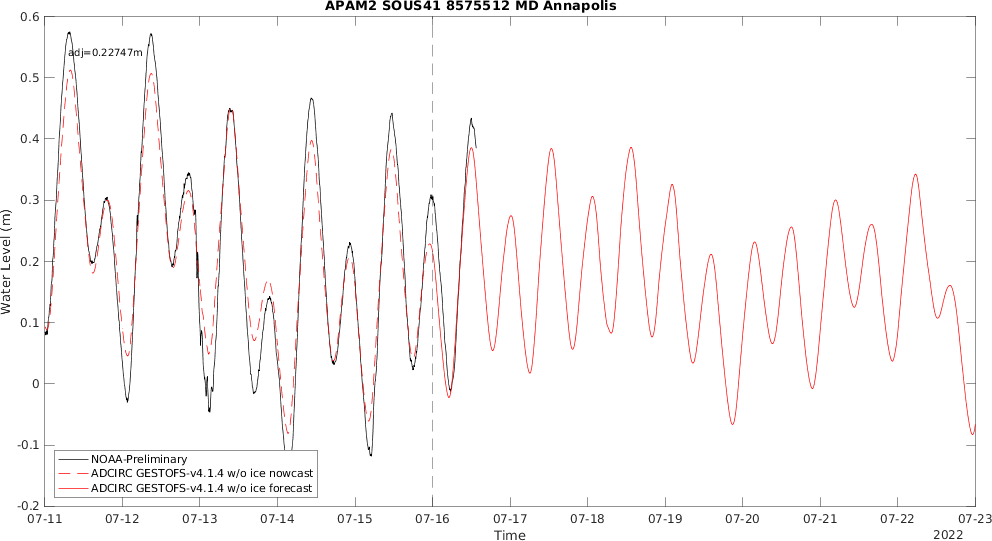 APAM2 SOUS41 8575512 MD Annapolis
adj=0.22747m
Water Level (m)
0.6
0.5
0.4
0.3
0.2
0.1
0
-0.1
-0.2
NOAA-Preliminary
ADCIRC GESTOFS-v4.1.4 w/o ice nowcast
ADCIRC GESTOFS-v4.1.4 w/o ice forecast
07-11 07-12 07-13 07-14 07-15 07-16 07-17 07-18 07-19 07-20 07-21 07-22 07-23
Time
2022